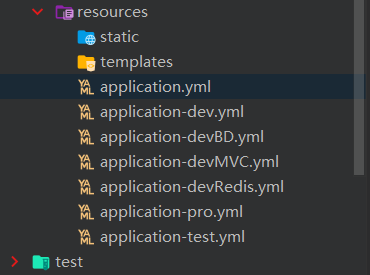 resources
static
templates
application.yml
application-dev.yml
application-devBD.yml
application-devMVC.yml
application-devRedis.yml
application-pro.yml
application-test.yml
test